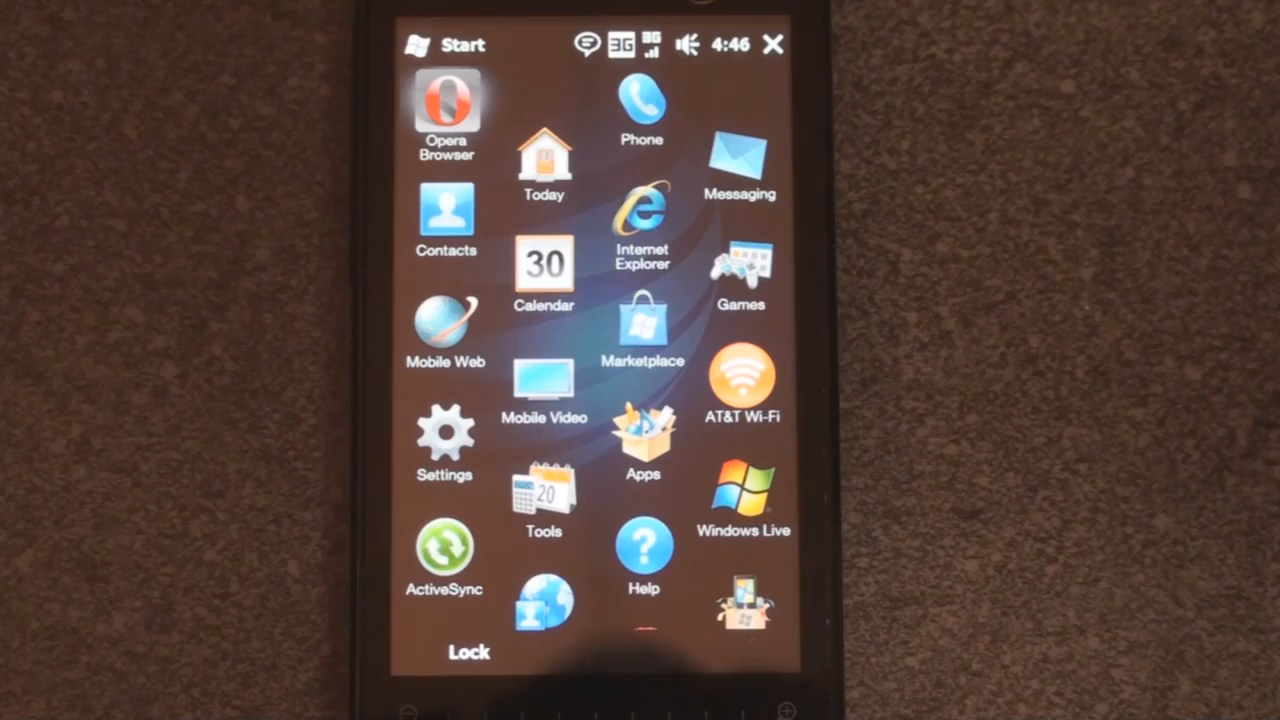 Start
3G
3G
4:46
Opera
Browser
Phone
Today
Messaging
Contacts
Internet
Explorer
30
Calendar
Games
Mobile Web
Marketplace
Mobile Video
AT&T Wi-Fi
Settings
Apps
20
Tools
Windows Live
ActiveSync
?
Help
Lock